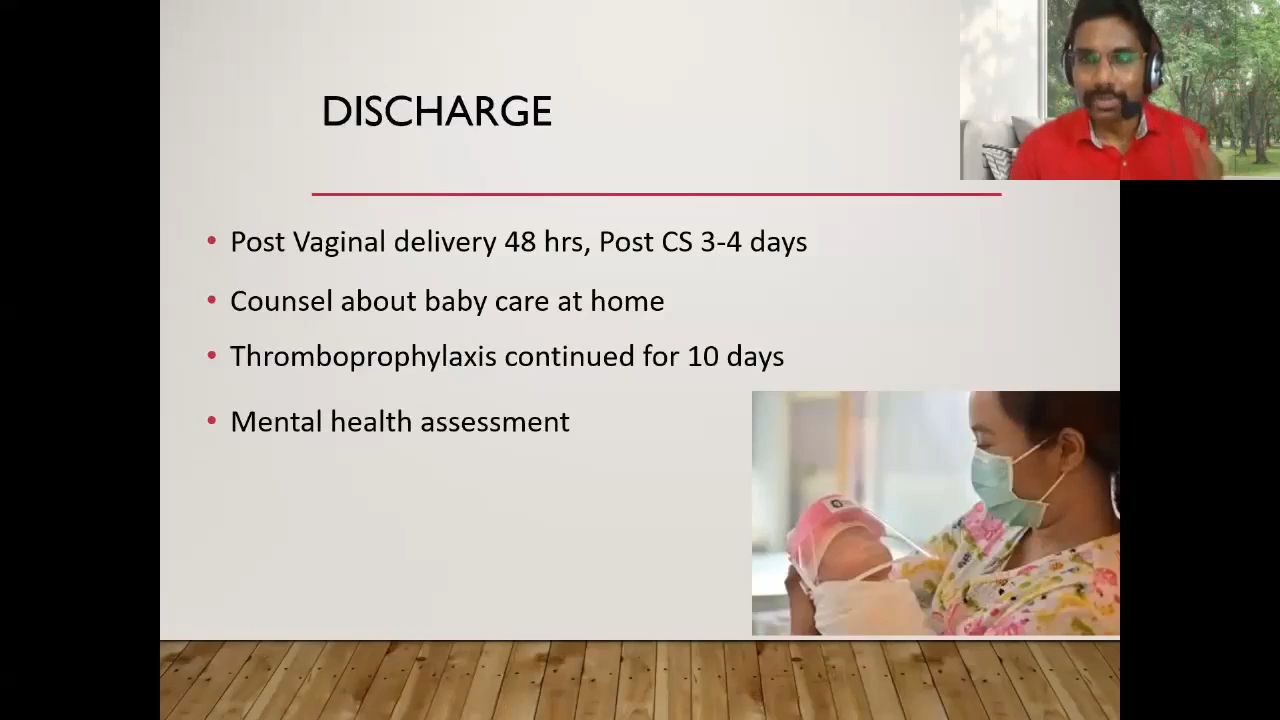 DISCHARGE
• Post Vaginal delivery 48 hrs, Post CS 3-4 days
• Counsel about baby care at home
• Thromboprophylaxis continued for 10 days
• Mental health assessment